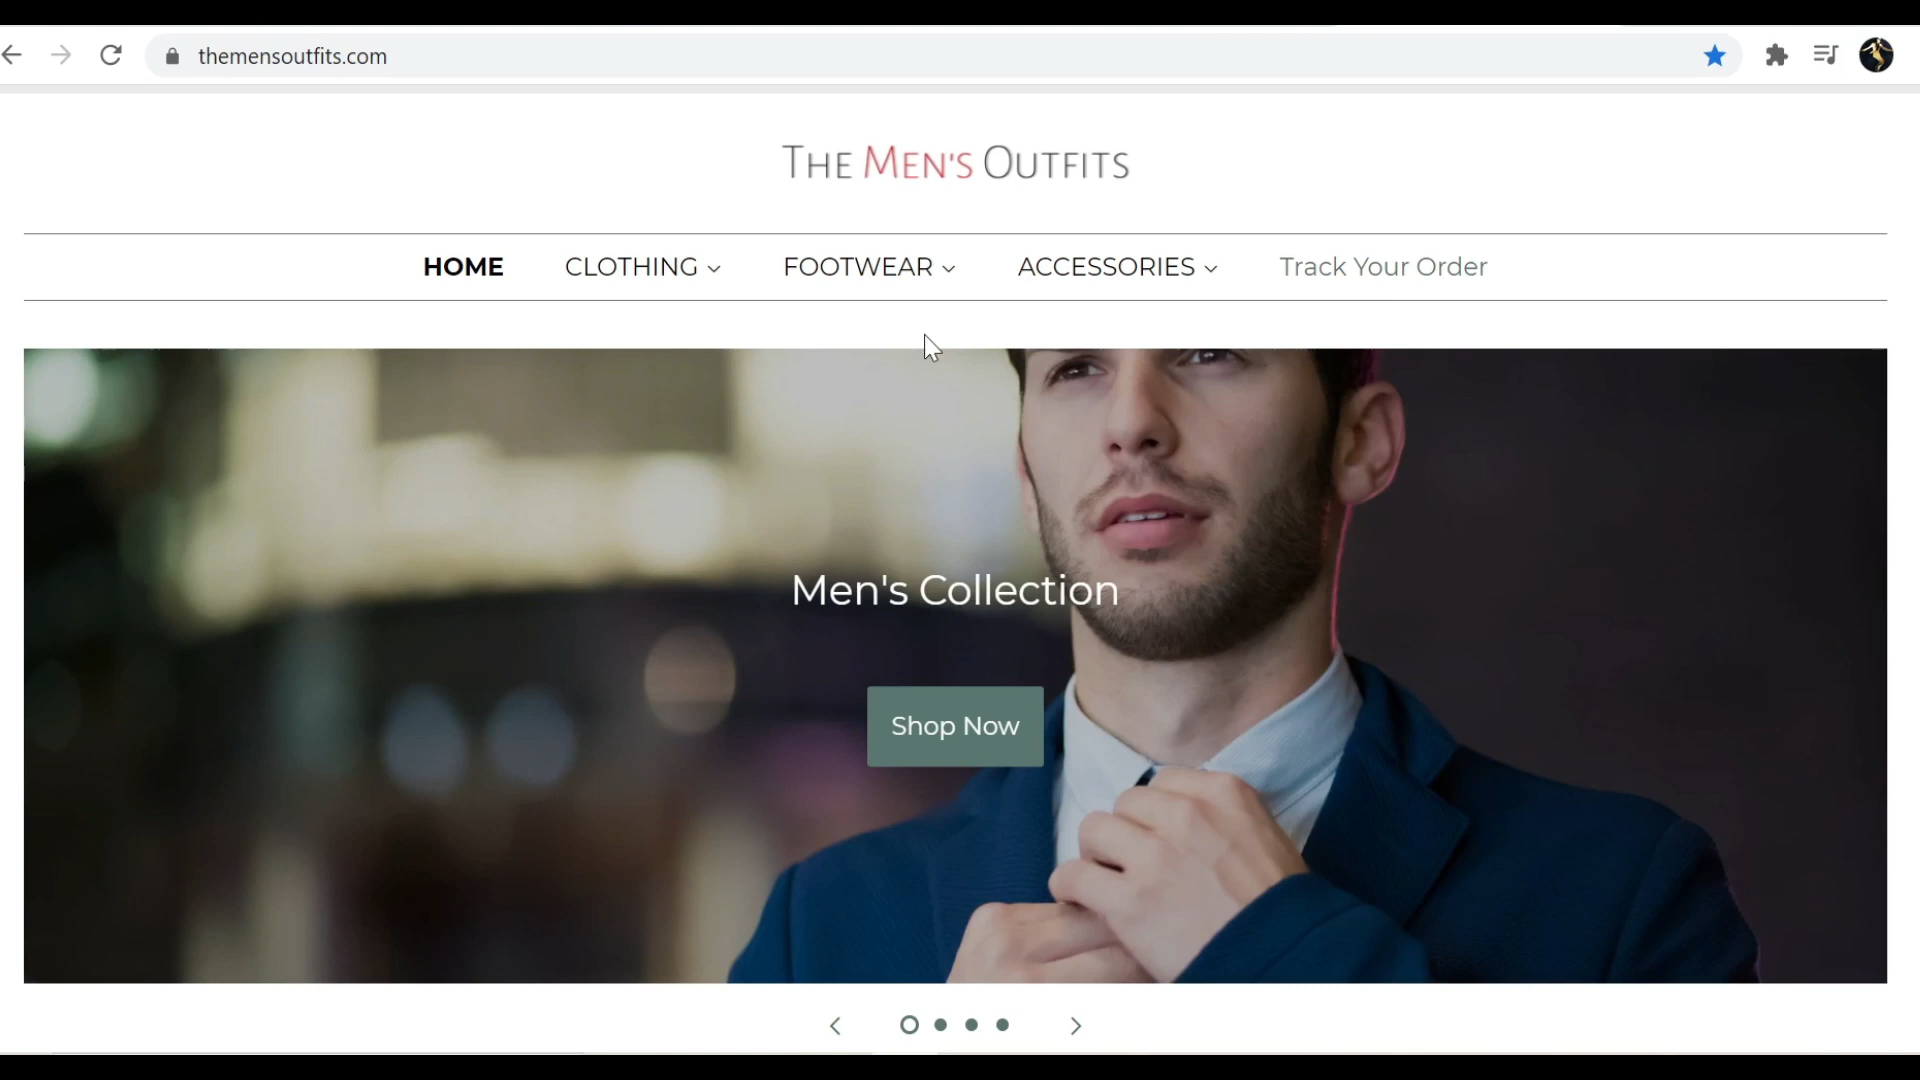 themensoutfits.com
THE MEN'S OUTFITS
HOME CLOTHING FOOTWEAR ACCESSORIES Track Your Order
Men's Collection
Shop Now